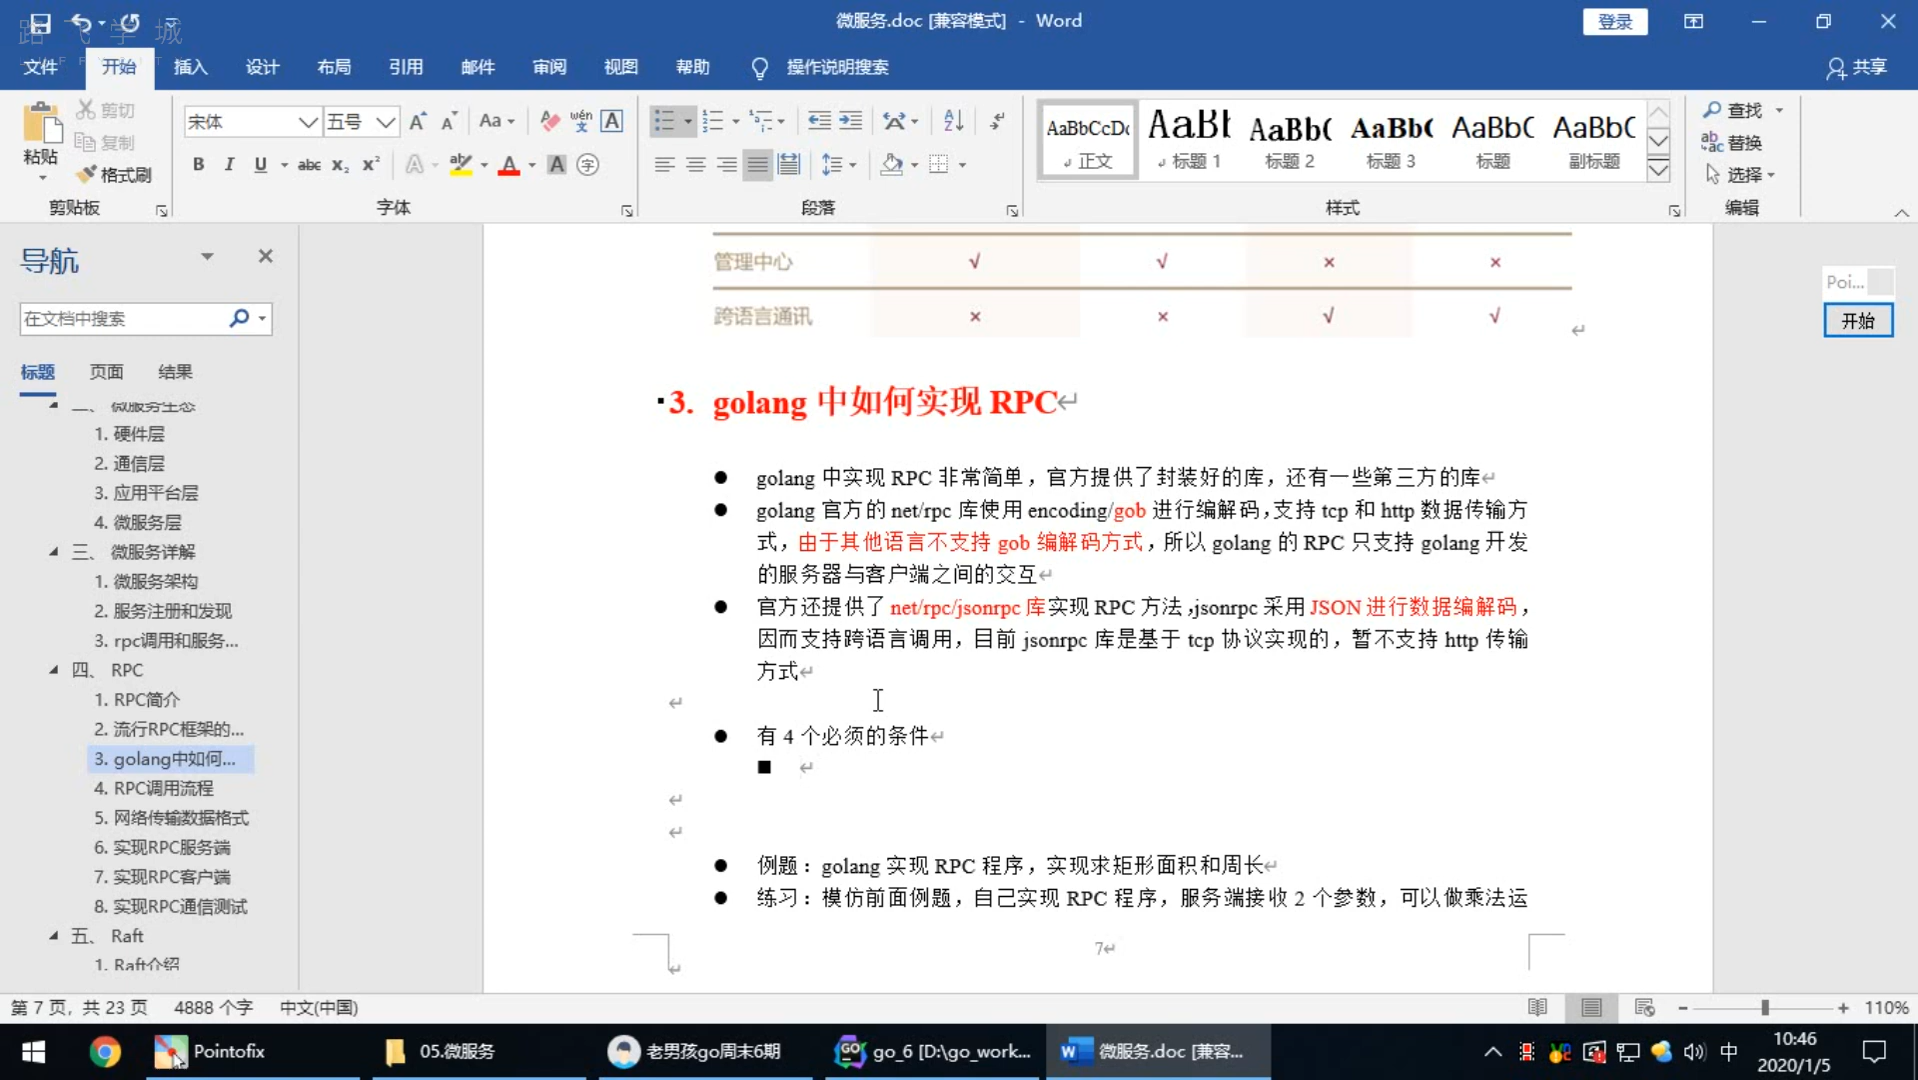 微服务.doc [兼容模式] - Word
登录
文件 开始 插入 设计 布局 引用 邮件 审阅 视图 帮助 操作说明搜索
共享
粘贴
剪切
复制
格式刷
剪贴板
宋体 五号
字体
段落
AaBbCcDc AaBb AaBb( AaBb( AaBbC AaBbC
正文 标题 1 标题 2 标题 3 标题 副标题
样式
查找
替换
选择
编辑
导航
在文档中搜索
标题 页面 结果
二、 微服务生态
1. 硬件层
2. 通信层
3. 应用平台层
4. 微服务层
三、 微服务详解
1. 微服务架构
2. 服务注册和发现
3. rpc调用和服务...
四、 RPC
1. RPC简介
2. 流行RPC框架的...
3. golang中如何...
4. RPC调用流程
5. 网络传输数据格式
6. 实现RPC服务端
7. 实现RPC客户端
8. 实现RPC通信测试
五、 Raft
1. Raft介绍
管理中心 √ √ × ×
跨语言通讯 × × √ √
3. golang 中如何实现 RPC
● golang 中实现 RPC 非常简单，官方提供了封装好的库，还有一些第三方的库
● golang 官方的 net/rpc 库使用 encoding/gob 进行编解码，支持 tcp 和 http 数据传输方
式，由于其他语言不支持 gob 编解码方式，所以 golang 的 RPC 只支持 golang 开发
的服务器与客户端之间的交互
● 官方还提供了 net/rpc/jsonrpc 库实现 RPC 方法，jsonrpc 采用 JSON 进行数据编解码，
因而支持跨语言调用，目前 jsonrpc 库是基于 tcp 协议实现的，暂不支持 http 传输
方式
● 有 4 个必须的条件
■
● 例题：golang 实现 RPC 程序，实现求矩形面积和周长
● 练习：模仿前面例题，自己实现 RPC 程序，服务端接收 2 个参数，可以做乘法运
7
Poi...
开始
第 7 页，共 23 页 4888 个字 中文(中国)
110%
Pointofix
05.微服务
老男孩go周末6期
go_6 [D:\go_work...
微服务.doc [兼容...
中
10:46
2020/1/5